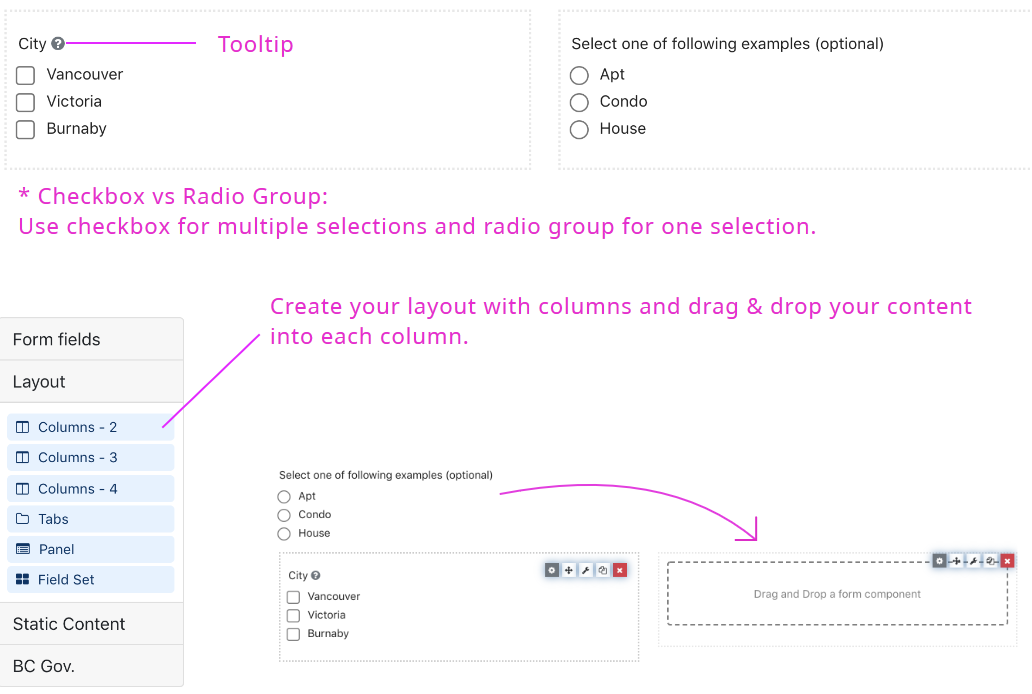 City
Tooltip
Vancouver
Victoria
Burnaby
Select one of following examples (optional)
Apt
Condo
House
* Checkbox vs Radio Group:
Use checkbox for multiple selections and radio group for one selection.
Create your layout with columns and drag & drop your content
into each column.
Form fields
Layout
Columns - 2
Columns - 3
Columns - 4
Tabs
Panel
Field Set
Static Content
BC Gov.
Select one of following examples (optional)
Apt
Condo
House
City
Vancouver
Victoria
Burnaby
Drag and Drop a form component